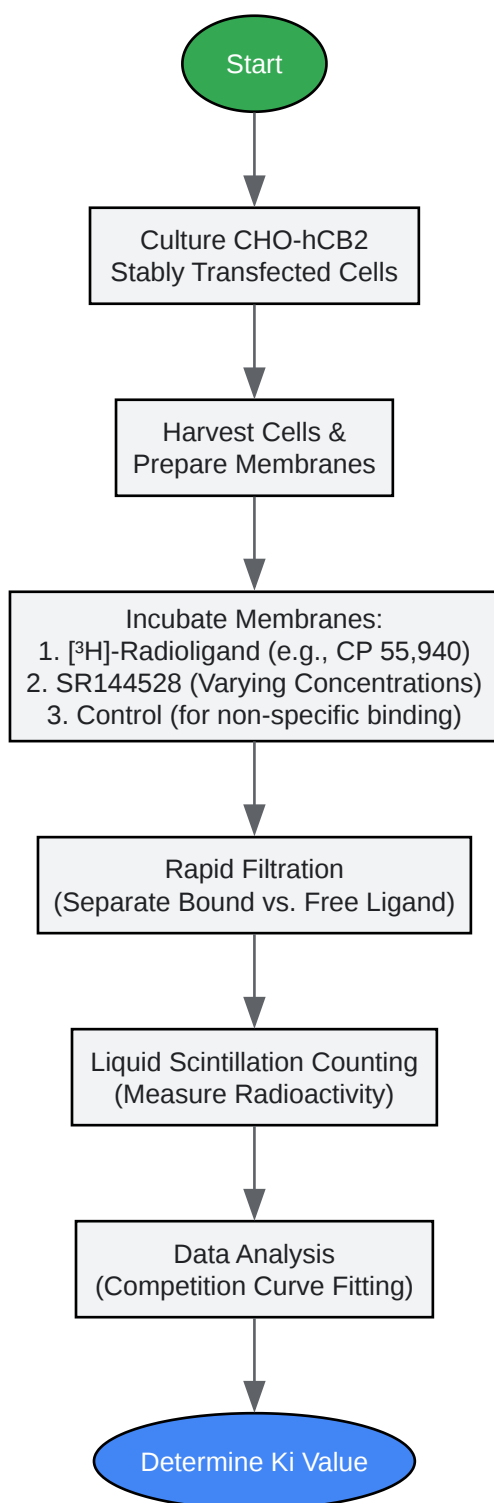 Start
Culture CHO-hCB2
Stably Transfected Cells
Harvest Cells &
Prepare Membranes
Incubate Membranes:
1. [³H]-Radioligand (e.g., CP 55,940)
2. SR144528 (Varying Concentrations)
3. Control (for non-specific binding)
Rapid Filtration
(Separate Bound vs. Free Ligand)
Liquid Scintillation Counting
(Measure Radioactivity)
Data Analysis
(Competition Curve Fitting)
Determine Ki Value